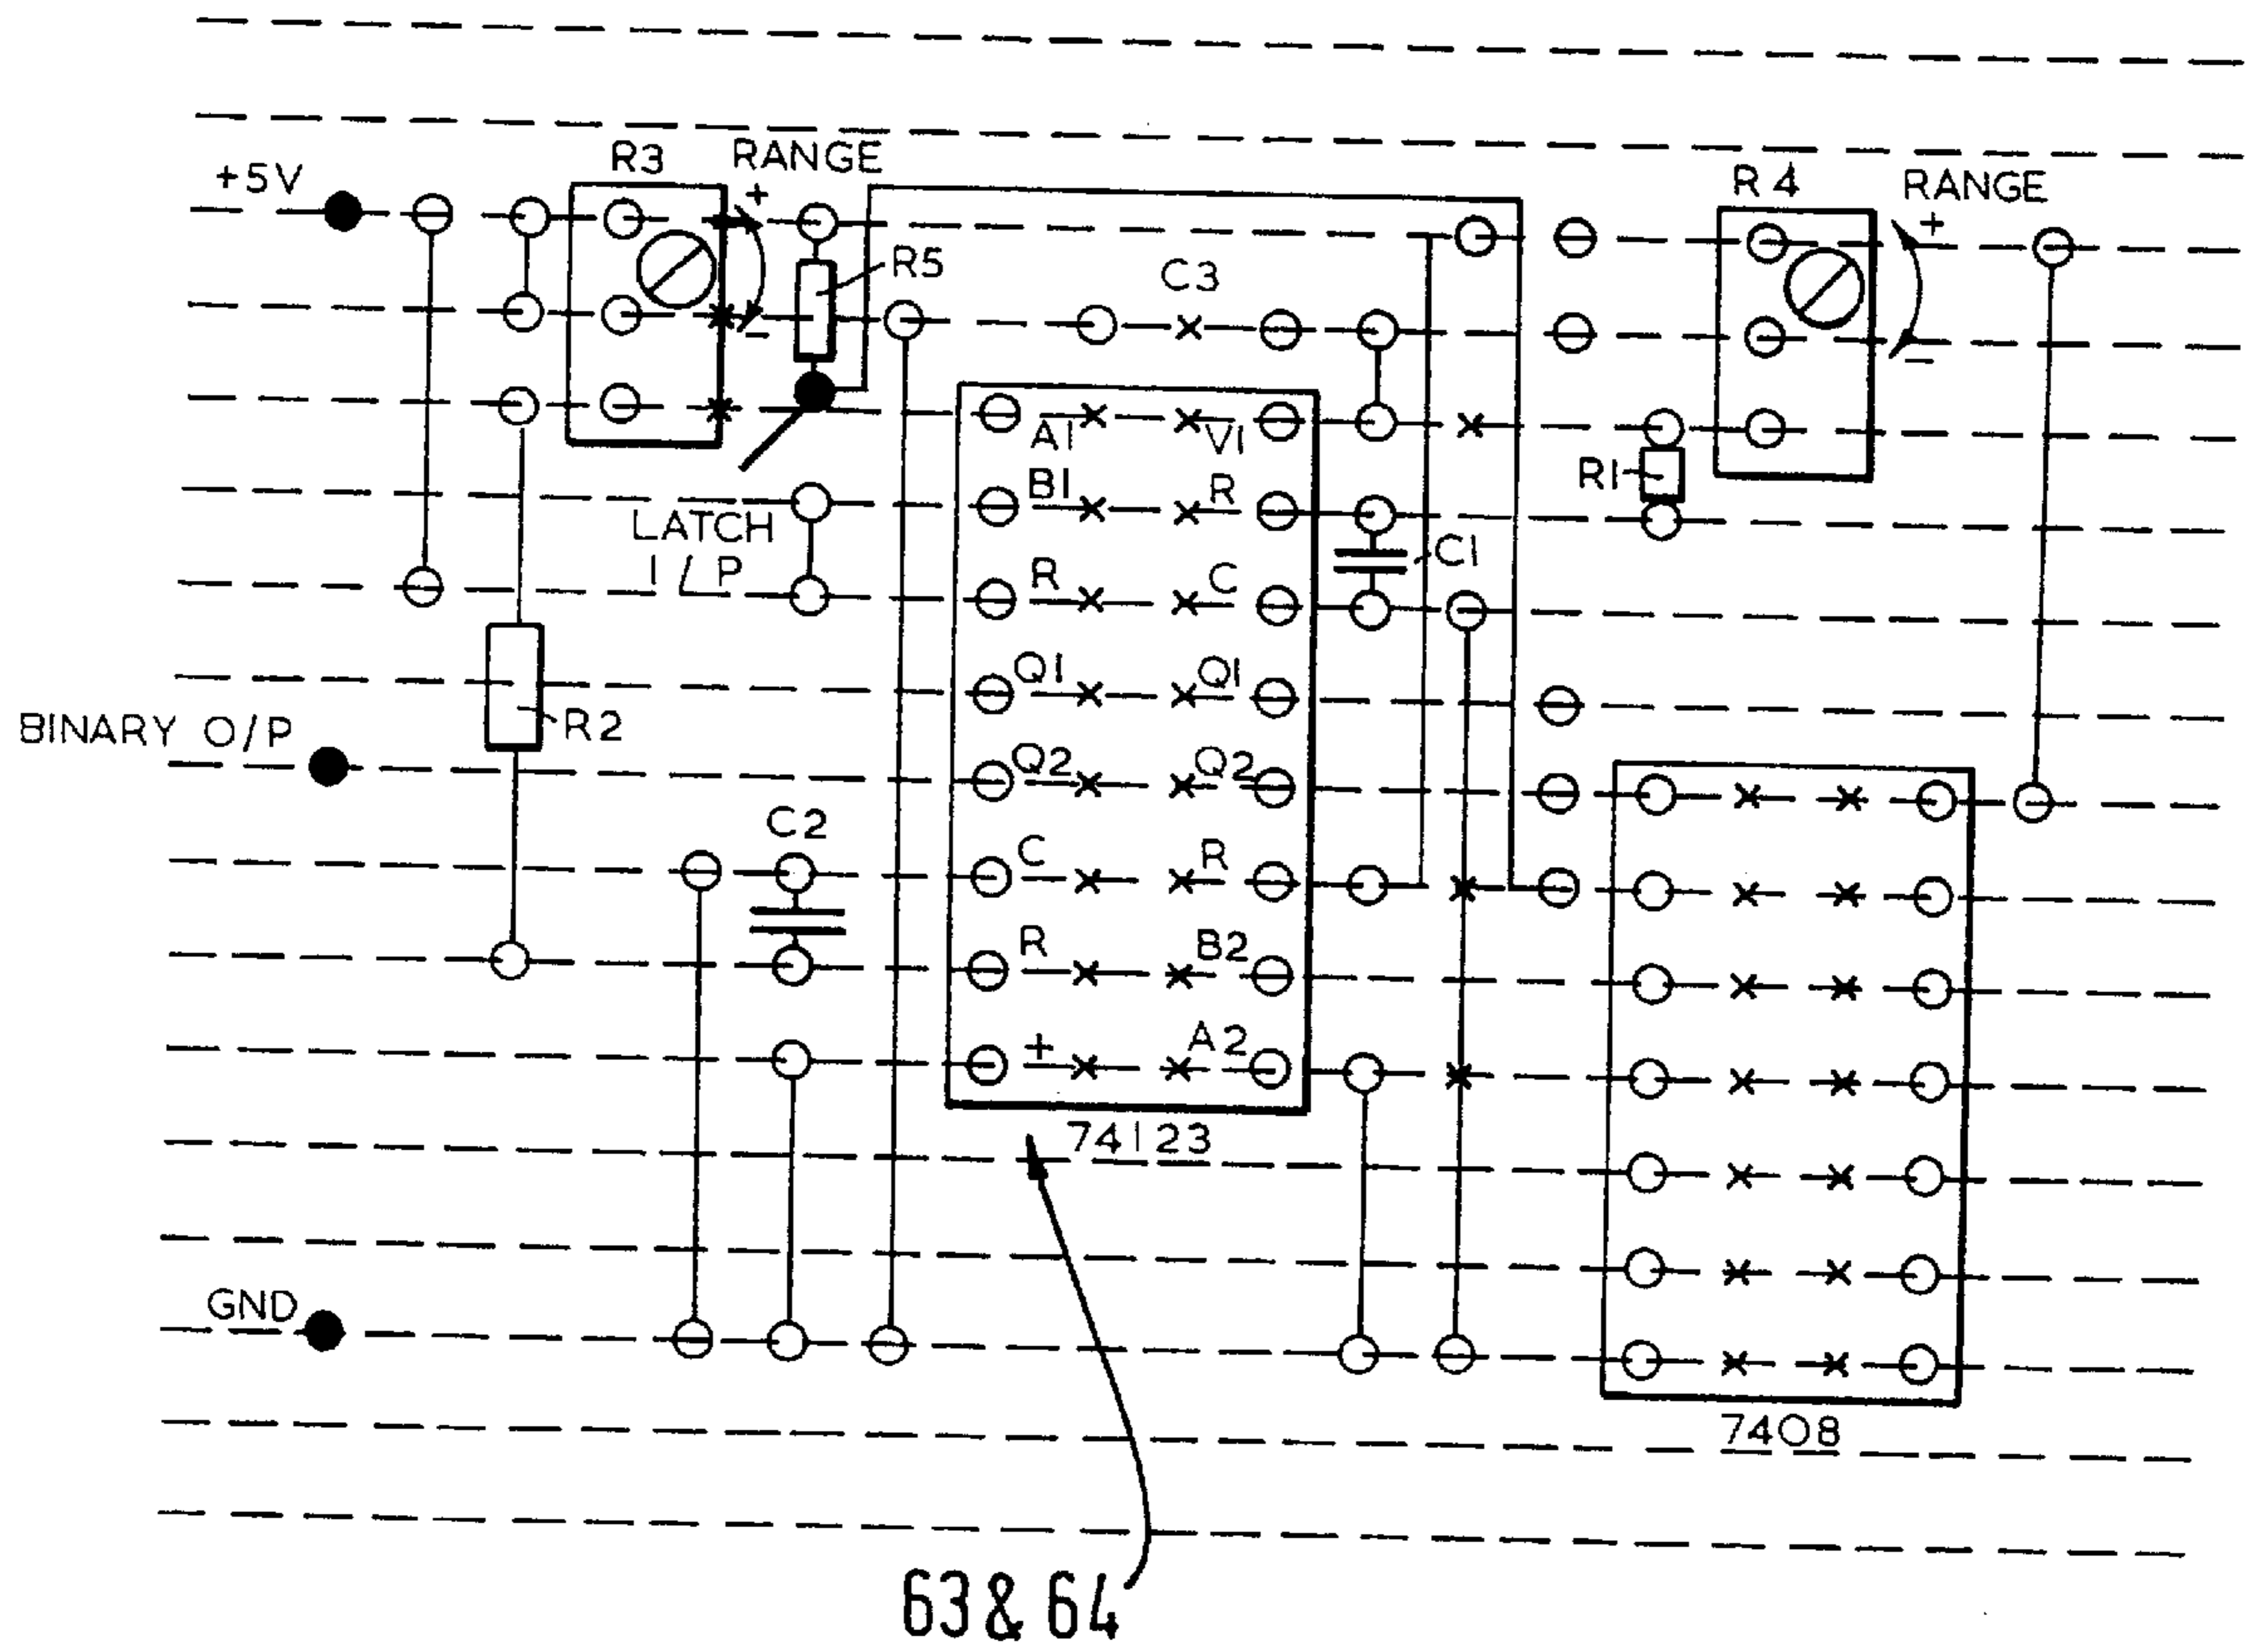 +5V
R3
RANGE
+
-
R5
C3
R4
RANGE
+
-
A1
V1
B1
R
LATCH
I/P
R
C
C1
R1
Q1
Q1
BINARY O/P
R2
Q2
Q2
C2
C
R
R
B2
+
A2
74123
GND
7408
63 & 64